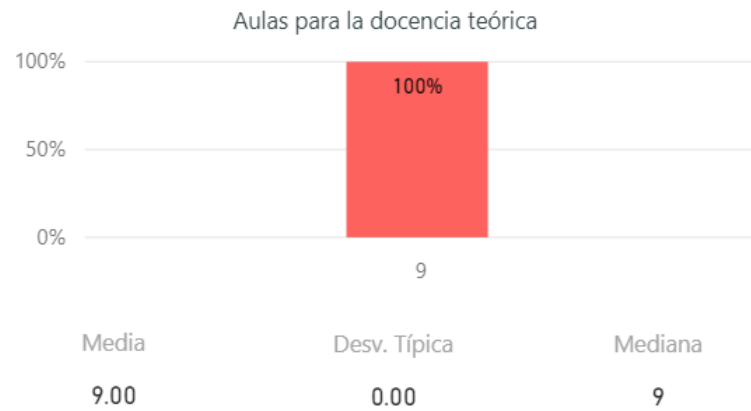 Aulas para la docencia teórica
100%
100%
50%
0%
9
Media Desv. Típica Mediana
9.00 0.00 9